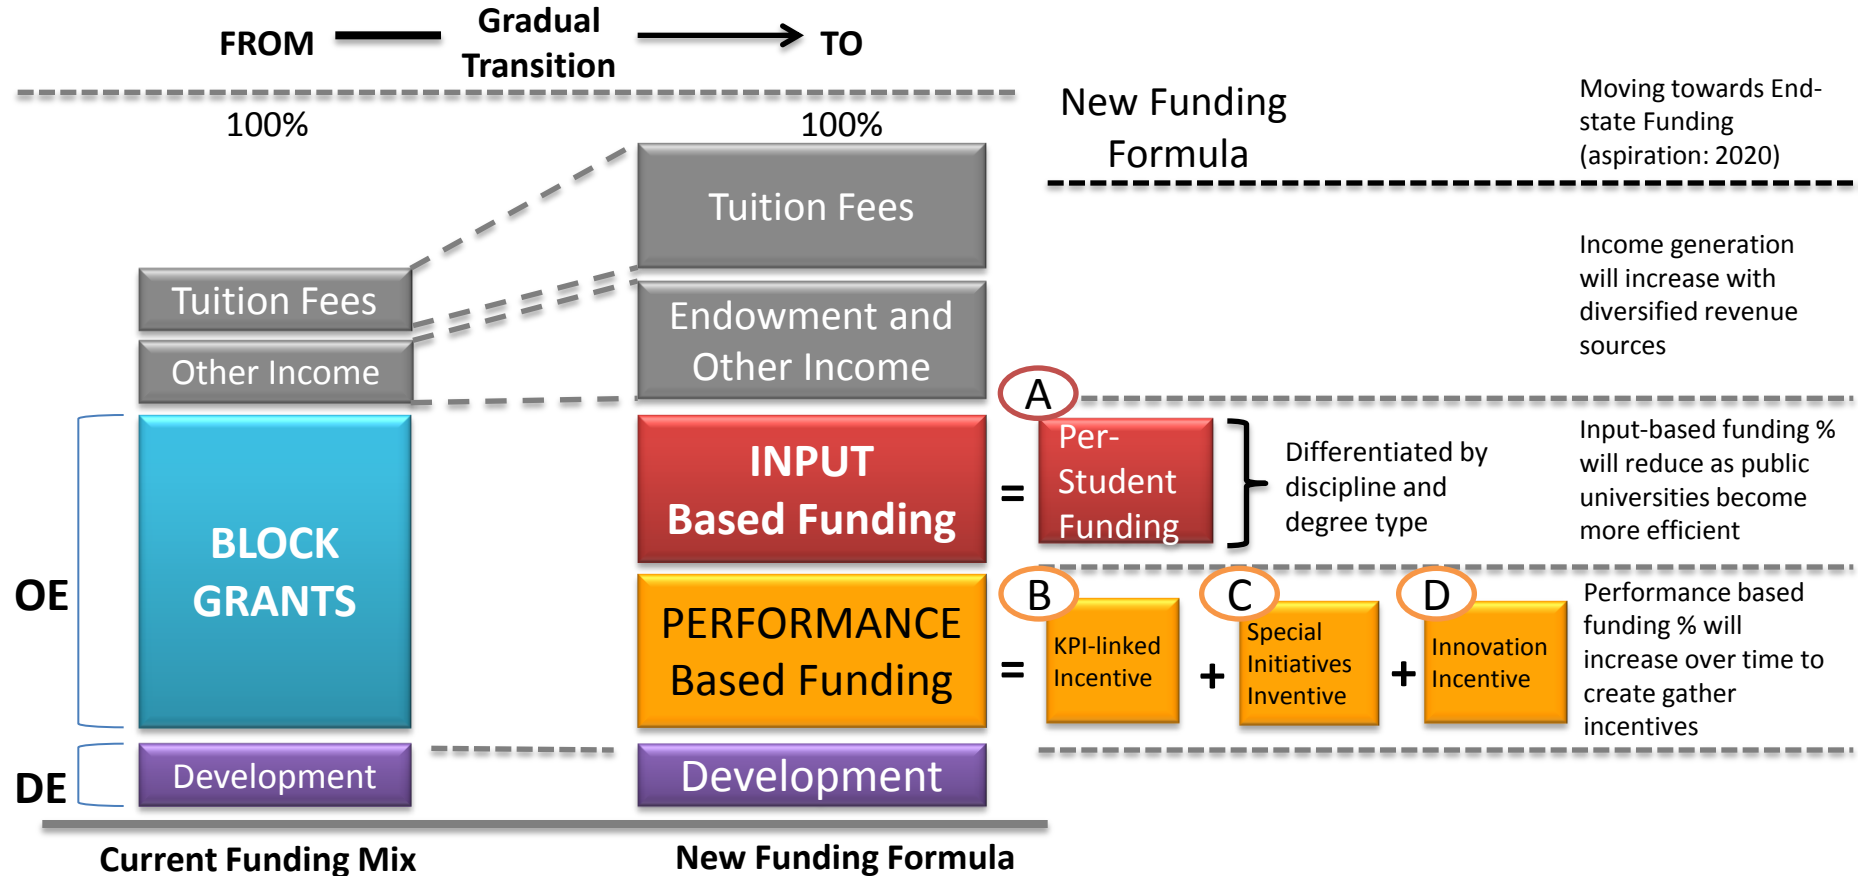 FROM
Gradual
Transition
TO
100%
100%
New Funding
Formula
Moving towards End-
state Funding
(aspiration: 2020)
Tuition Fees
Other Income
Tuition Fees
Endowment and
Other Income
Income generation
will increase with
diversified revenue
sources
OE
BLOCK
GRANTS
INPUT
Based Funding
=
A
Per-
Student
Funding
Differentiated by
discipline and
degree type
Input-based funding %
will reduce as public
universities become
more efficient
PERFORMANCE
Based Funding
=
B
KPI-linked
Incentive
+
C
Special
Initiatives
Inventive
+
D
Innovation
Incentive
Performance based
funding % will
increase over time to
create gather
incentives
DE
Development
Development
Current Funding Mix
New Funding Formula